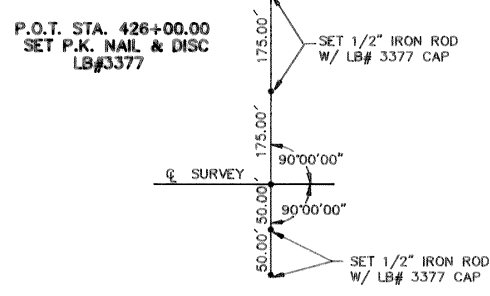 P.O.T. STA. 426+00.00
SET P.K. NAIL & DISC
LB#3377
175.00'
SET 1/2" IRON ROD
W/ LB# 3377 CAP
175.00'
90°00'00"
℄ SURVEY
50.00'
90°00'00"
50.00'
SET 1/2" IRON ROD
W/ LB# 3377 CAP